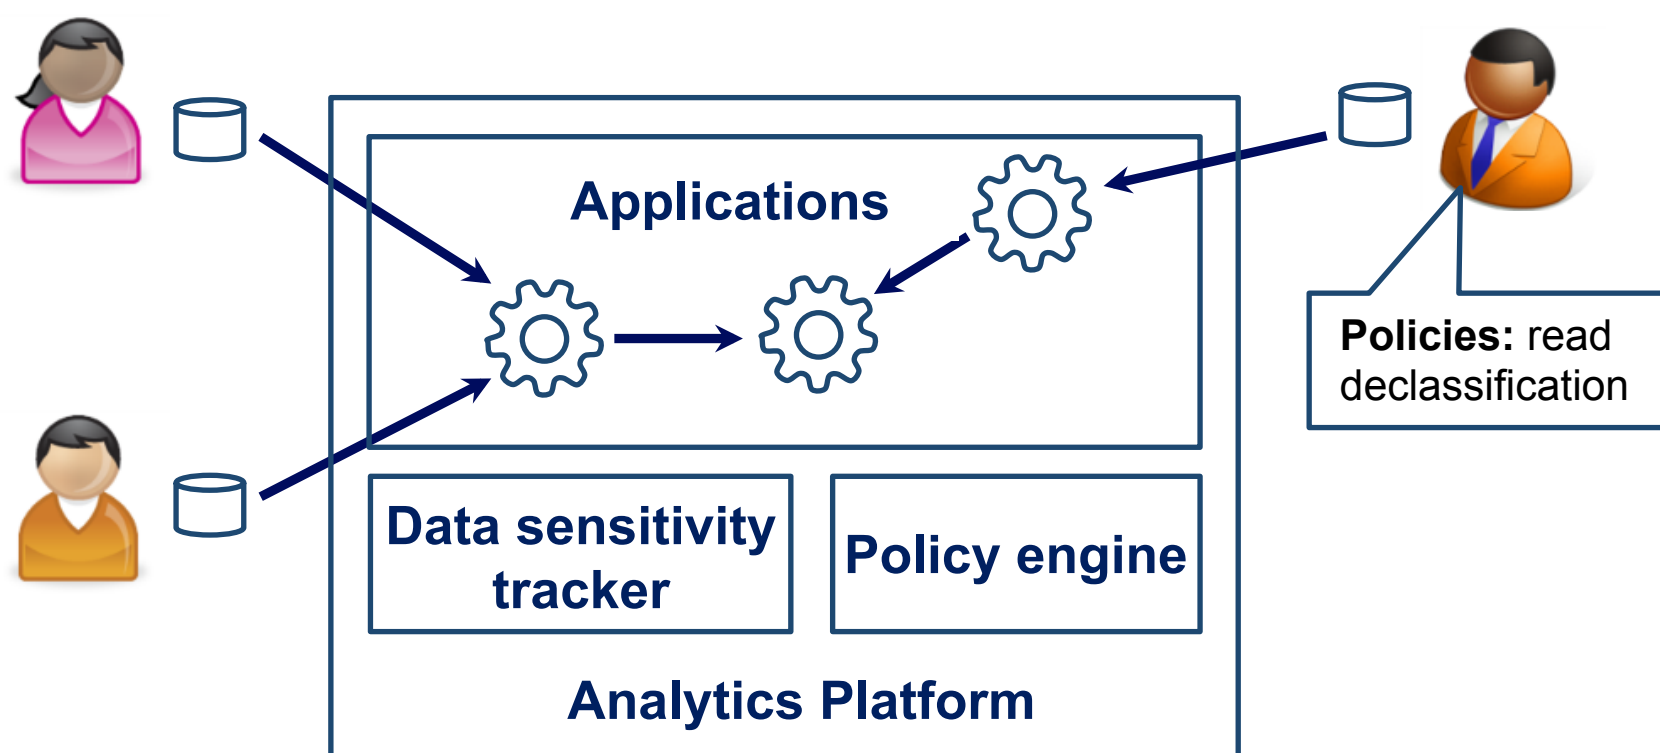 Applications
Policies: read
declassification
Data sensitivity
tracker
Policy engine
Analytics Platform